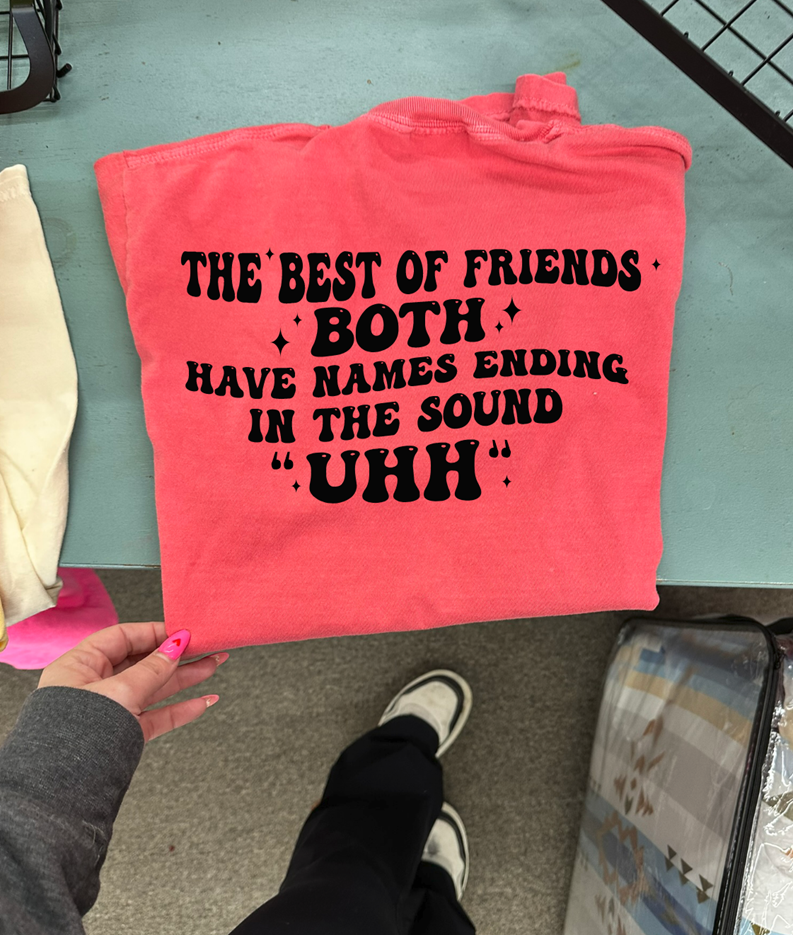 THE BEST OF FRIENDS
BOTH
HAVE NAMES ENDING
IN THE SOUND
“UHH”